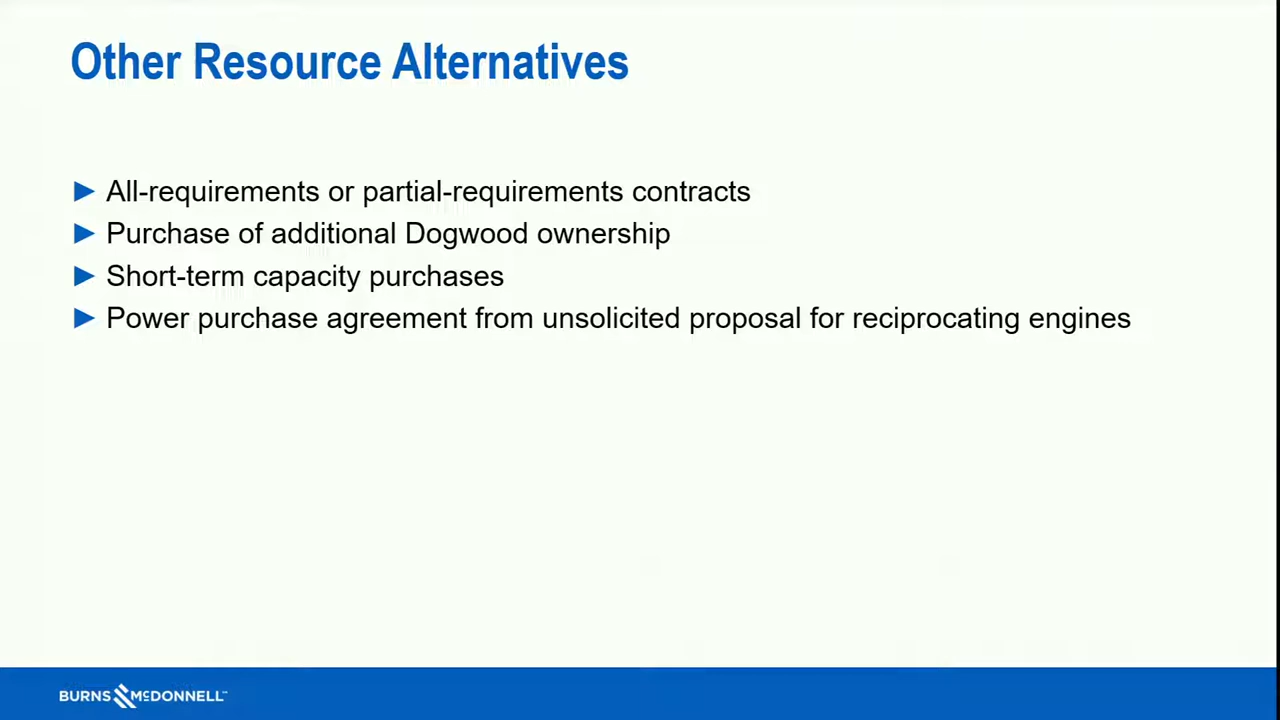 Other Resource Alternatives
► All-requirements or partial-requirements contracts
► Purchase of additional Dogwood ownership
► Short-term capacity purchases
► Power purchase agreement from unsolicited proposal for reciprocating engines
BURNS McDONNELL™